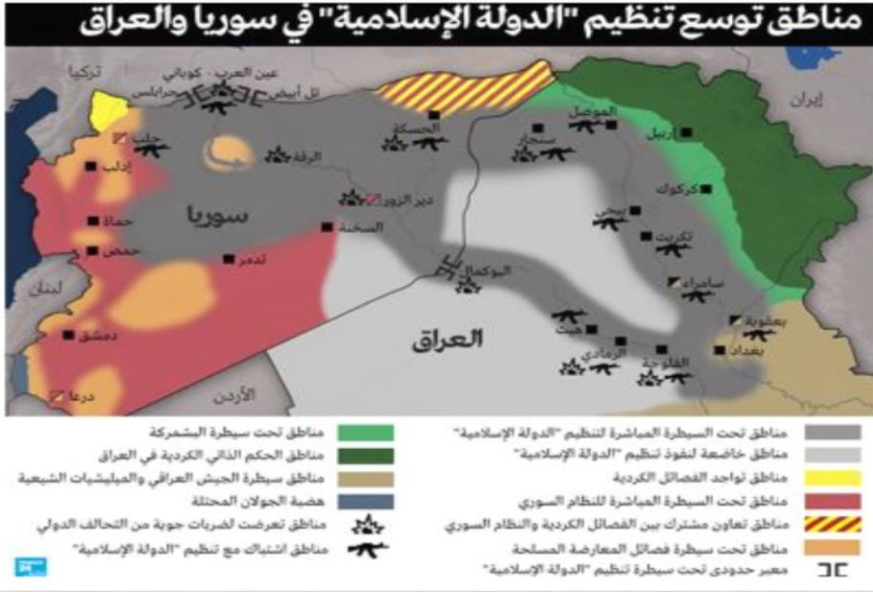 مناطق توسع تنظيم "الدولة الإسلامية" في سوريا والعراق
تركيا
عين العرب - كوباني
جرابلس
تل أبيض
إيران
الموصل
الحسكة
سنجار
إربيل
حلب
الرقة
إدلب
كركوك
دير الزور
سوريا
بيجي
حماة
السخنة
تكريت
حمص
تدمر
البوكمال
سامراء
لبنان
هيت
بعقوبة
العراق
دمشق
الرمادي
الفلوجة
بغداد
درعا
الأردن
مناطق تحت السيطرة المباشرة لتنظيم "الدولة الإسلامية"
مناطق خاضعة لنفوذ تنظيم "الدولة الإسلامية"
مناطق تواجد الفصائل الكردية
مناطق تحت السيطرة المباشرة للنظام السوري
مناطق تعاون مشترك بين الفصائل الكردية والنظام السوري
مناطق تحت سيطرة فصائل المعارضة المسلحة
معبر حدودي تحت سيطرة تنظيم "الدولة الإسلامية"
مناطق تحت سيطرة البشمركة
مناطق الحكم الذاتي الكردية في العراق
مناطق سيطرة الجيش العراقي والميليشيات الشيعية
هضبة الجولان المحتلة
مناطق تعرضت لضربات جوية من التحالف الدولي
مناطق اشتباك مع تنظيم "الدولة الإسلامية"